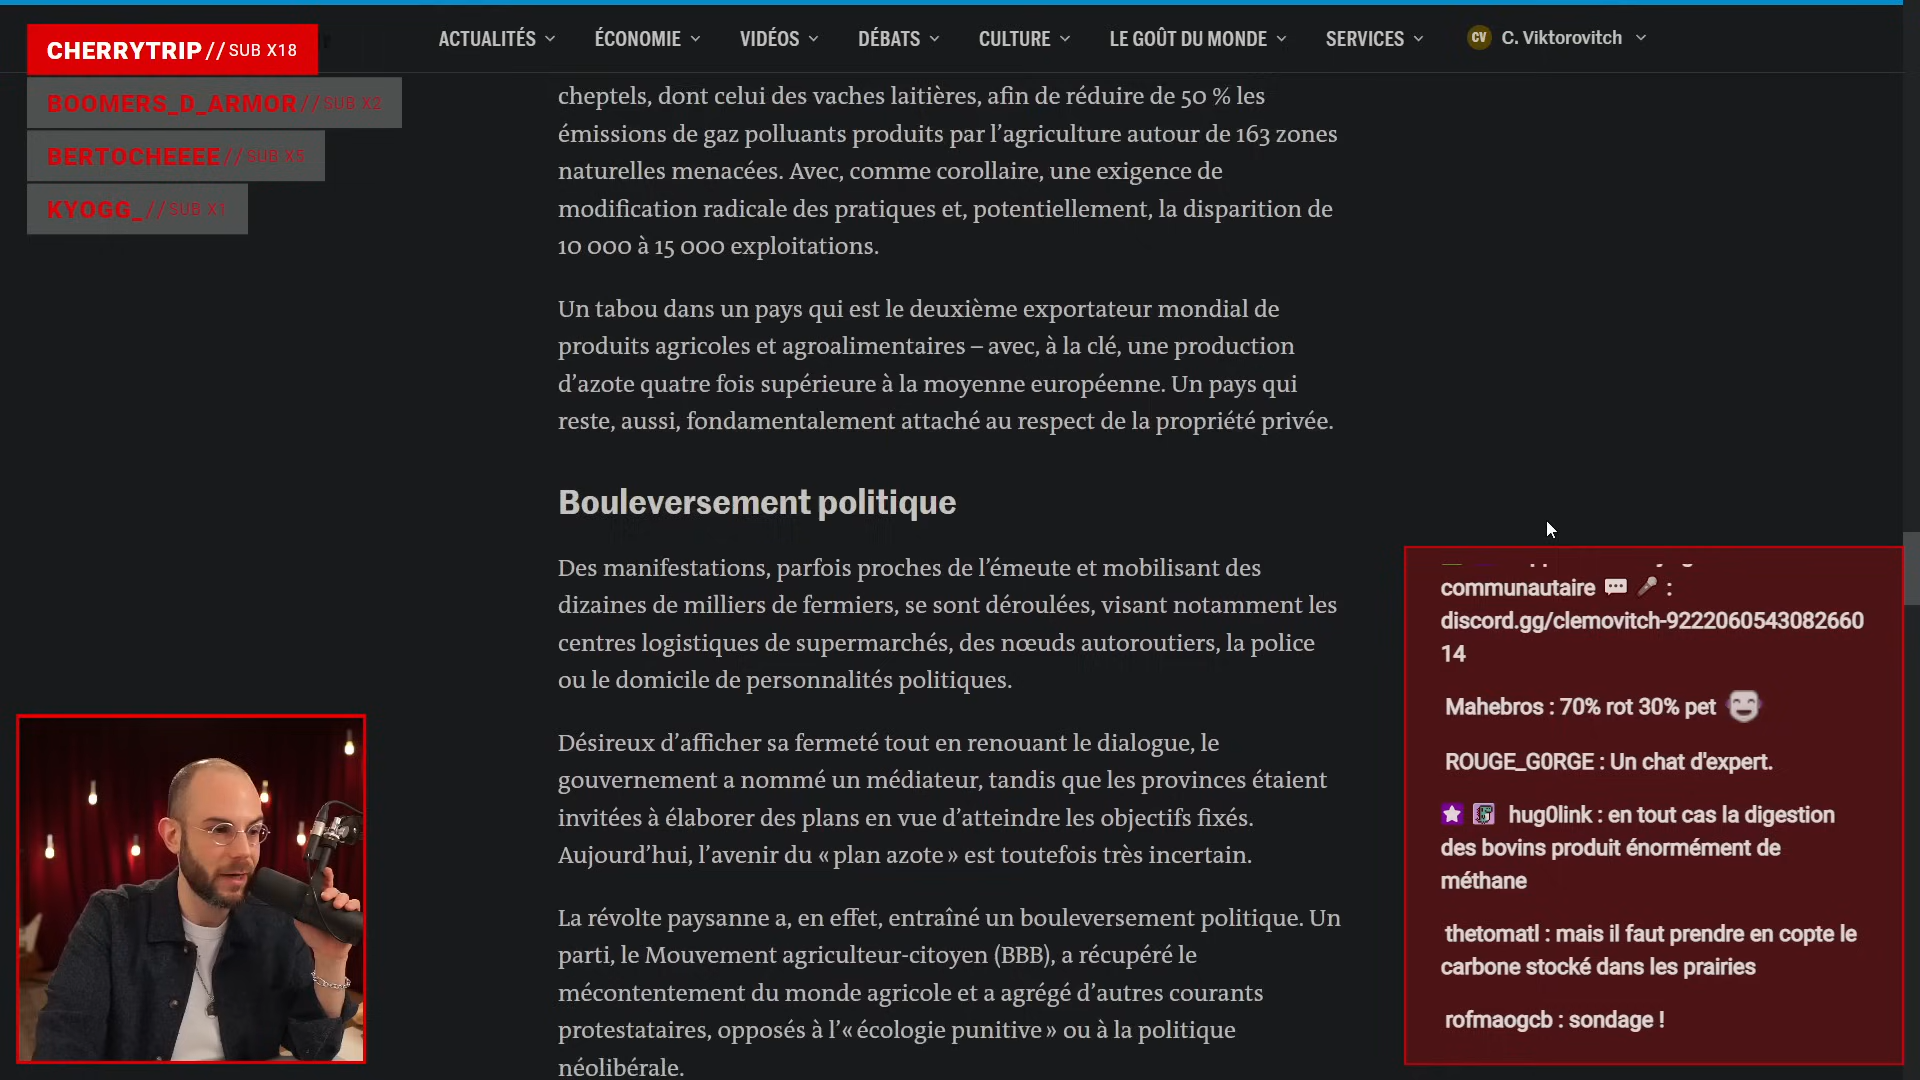 CHERRYTRIP // SUB X18
BOOMERS_D_ARMOR // SUB X2
BERTOCHEEEE // SUB X5
KYOGG_ // SUB X1
ACTUALITÉS ÉCONOMIE VIDÉOS DÉBATS CULTURE LE GOÛT DU MONDE SERVICES CV C. Viktorovitch
cheptels, dont celui des vaches laitières, afin de réduire de 50 % les
émissions de gaz polluants produits par l’agriculture autour de 163 zones
naturelles menacées. Avec, comme corollaire, une exigence de
modification radicale des pratiques et, potentiellement, la disparition de
10 000 à 15 000 exploitations.
Un tabou dans un pays qui est le deuxième exportateur mondial de
produits agricoles et agroalimentaires – avec, à la clé, une production
d’azote quatre fois supérieure à la moyenne européenne. Un pays qui
reste, aussi, fondamentalement attaché au respect de la propriété privée.
Bouleversement politique
Des manifestations, parfois proches de l’émeute et mobilisant des
dizaines de milliers de fermiers, se sont déroulées, visant notamment les
centres logistiques de supermarchés, des nœuds autoroutiers, la police
ou le domicile de personnalités politiques.
Désireux d’afficher sa fermeté tout en renouant le dialogue, le
gouvernement a nommé un médiateur, tandis que les provinces étaient
invitées à élaborer des plans en vue d’atteindre les objectifs fixés.
Aujourd’hui, l’avenir du « plan azote » est toutefois très incertain.
La révolte paysanne a, en effet, entraîné un bouleversement politique. Un
parti, le Mouvement agriculteur-citoyen (BBB), a récupéré le
mécontentement du monde agricole et a agrégé d’autres courants
protestataires, opposés à l’« écologie punitive » ou à la politique
néolibérale.
communautaire :
discord.gg/clemovitch-9222060543082660
14
Mahebros : 70% rot 30% pet
ROUGE_G0RGE : Un chat d'expert.
hug0link : en tout cas la digestion
des bovins produit énormément de
méthane
thetomatl : mais il faut prendre en copte le
carbone stocké dans les prairies
rofmaogcb : sondage !